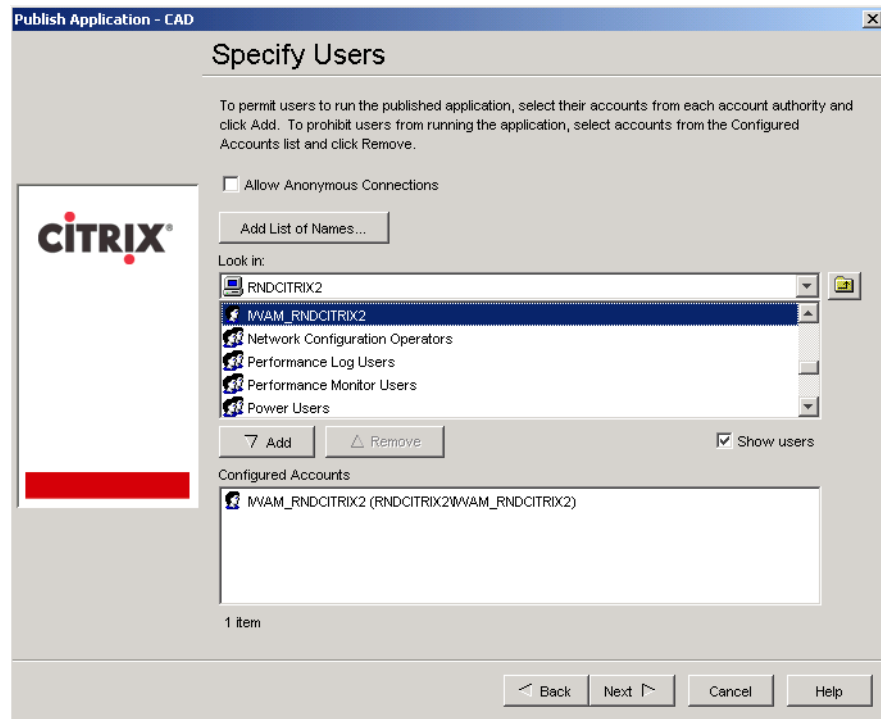 Publish Application - CAD
Specify Users
To permit users to run the published application, select their accounts from each account authority and
click Add. To prohibit users from running the application, select accounts from the Configured
Accounts list and click Remove.
Allow Anonymous Connections
CITRIX®
Add List of Names...
Look in:
RNDCITRIX2
IWAM_RNDCITRIX2
Network Configuration Operators
Performance Log Users
Performance Monitor Users
Power Users
Add
Remove
Show users
Configured Accounts
IWAM_RNDCITRIX2 (RNDCITRIX2\IWAM_RNDCITRIX2)
1 item
Back
Next
Cancel
Help